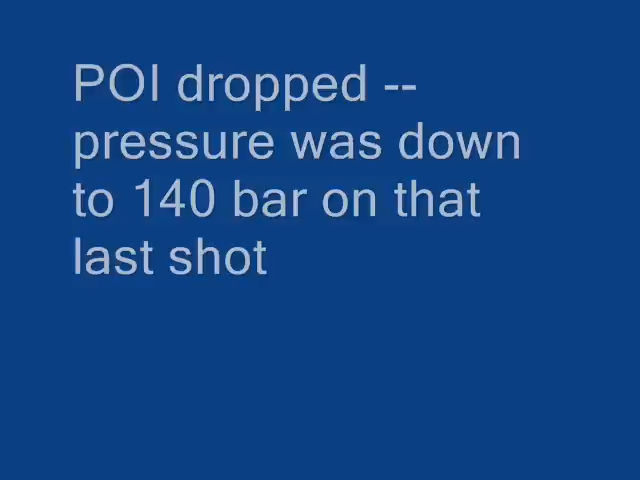 POI dropped --
pressure was down
to 140 bar on that
last shot